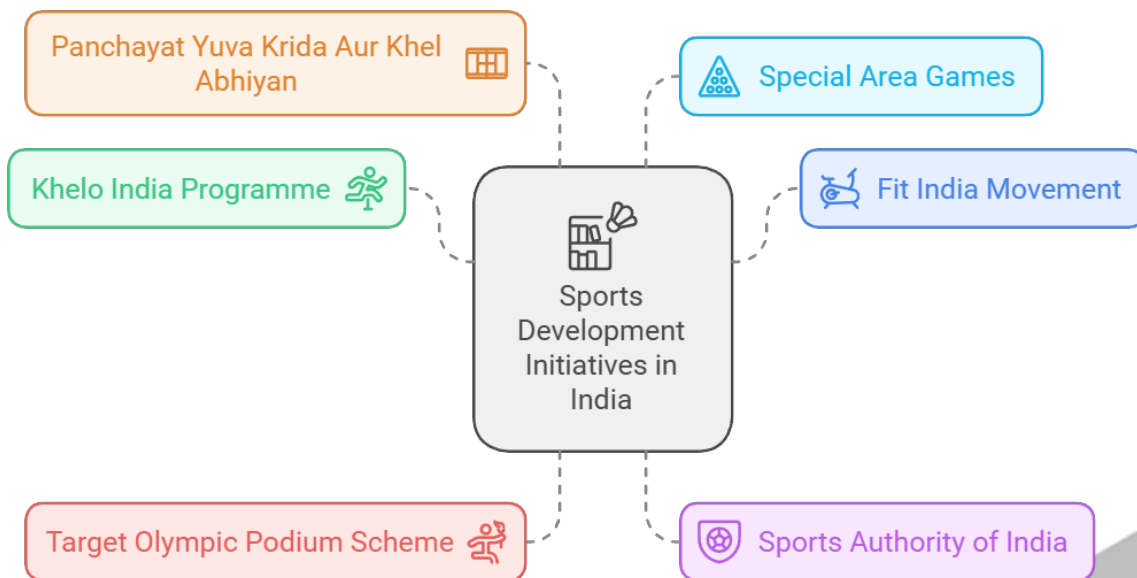 Panchayat Yuva Krida Aur Khel
Abhiyan
Special Area Games
Khelo India Programme
Fit India Movement
Sports
Development
Initiatives in
India
Target Olympic Podium Scheme
Sports Authority of India